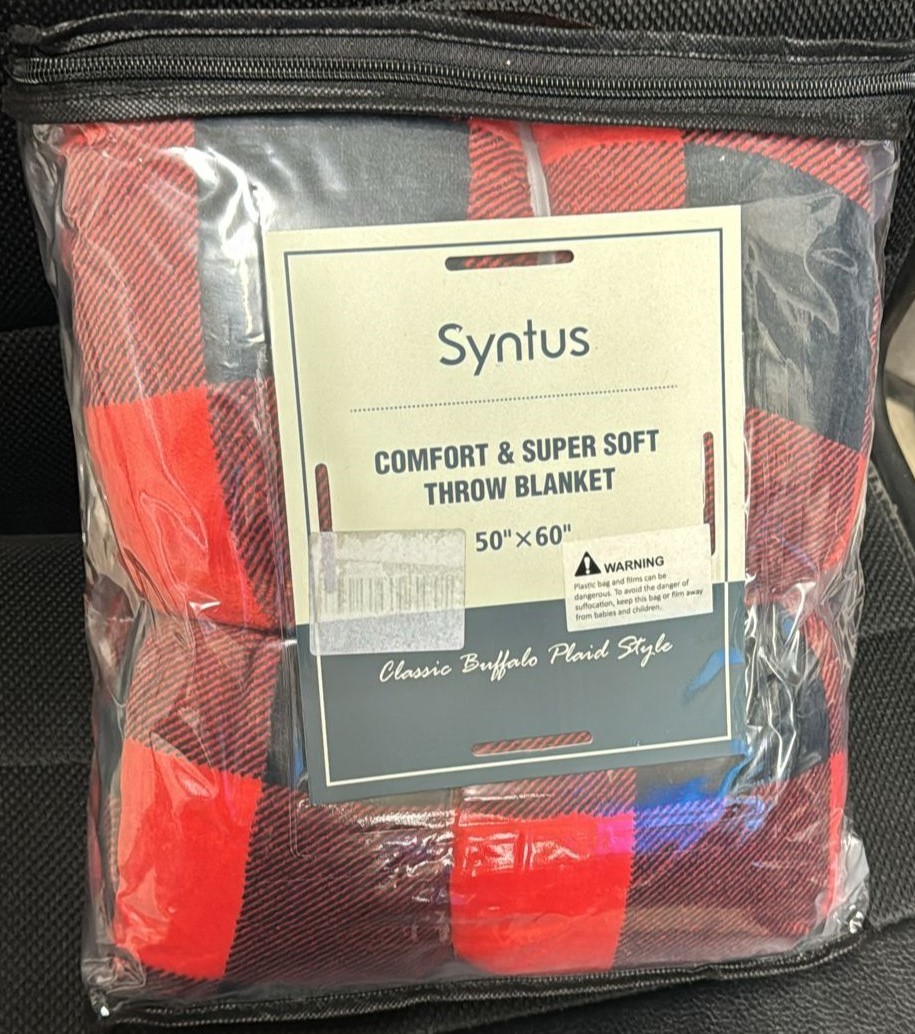 Syntus
COMFORT & SUPER SOFT
THROW BLANKET
50"×60"
WARNING
Plastic bag and films can be
dangerous. To avoid the danger of
suffocation, keep this bag or film away
from babies and children.
Classic Buffalo Plaid Style